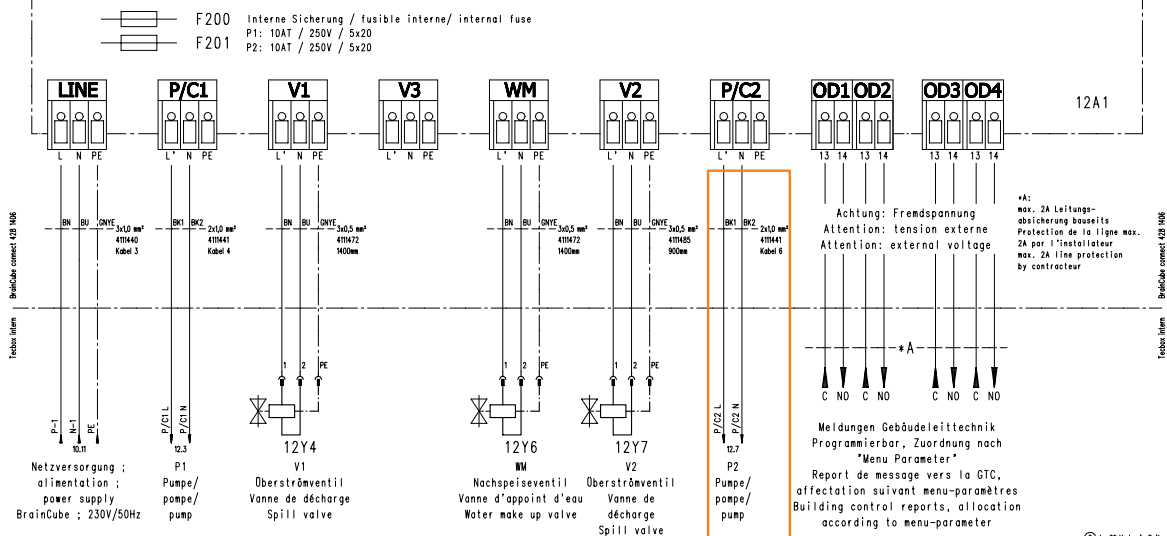 F200 Interne Sicherung / fusible interne/ internal fuse
F201 P1: 10AT / 250V / 5x20
P2: 10AT / 250V / 5x20
LINE P/C1 V1 V3 WM V2 P/C2 OD1 OD2 OD3 OD4
12A1
L N PE L' N PE L' N PE L' N PE L' N PE L' N PE L' N PE 13 14 13 14 13 14 13 14
BN BU GNYE
3x1,0 mm²
4111440
Kabel 3
BK1 BK2
2x1,0 mm²
4111441
Kabel 4
BN BU GNYE
3x0,5 mm²
4111472
1400mm
BN BU GNYE
3x0,5 mm²
4111472
1400mm
BN BU GNYE
3x0,5 mm²
4111485
900mm
BK1 BK2
2x1,0 mm²
4111441
Kabel 6
Achtung: Fremdspannung
Attention: tension externe
Attention: external voltage
*A:
max. 2A Leitungs-
absicherung bauseits
Protection de la ligne max.
2A par l'installateur
max. 2A line protection
by contracteur
BrainCube connect 428 1406
BrainCube connect 428 1406
Tecbox intern
Tecbox intern
1 2 PE
1 2 PE
1 2 PE
*A
C NO C NO C NO C NO
P-1 N-1 PE
10.11
Netzversorgung ;
alimentation ;
power supply
BrainCube ; 230V/50Hz
P/C1 L P/C1 N
12.3
P1
Pumpe/
pompe/
pump
12Y4
V1
Überströmventil
Vanne de décharge
Spill valve
12Y6
WM
Nachspeiseventil
Vanne d'appoint d'eau
Water make up valve
12Y7
V2
Überströmventil
Vanne de
décharge
Spill valve
P/C2 L P/C2 N
12.7
P2
Pumpe/
pompe/
pump
Meldungen Gebäudeleittechnik
Programmierbar, Zuordnung nach
"Menu Parameter"
Report de message vers la GTC,
affectation suivant menu-paramètres
Building control reports, allocation
according to menu-parameter